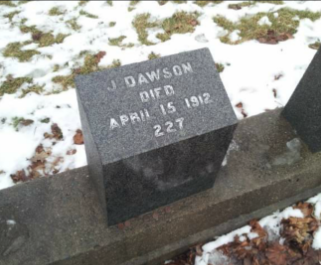 J. DAWSON
DIED
APRIL 15, 1912
227